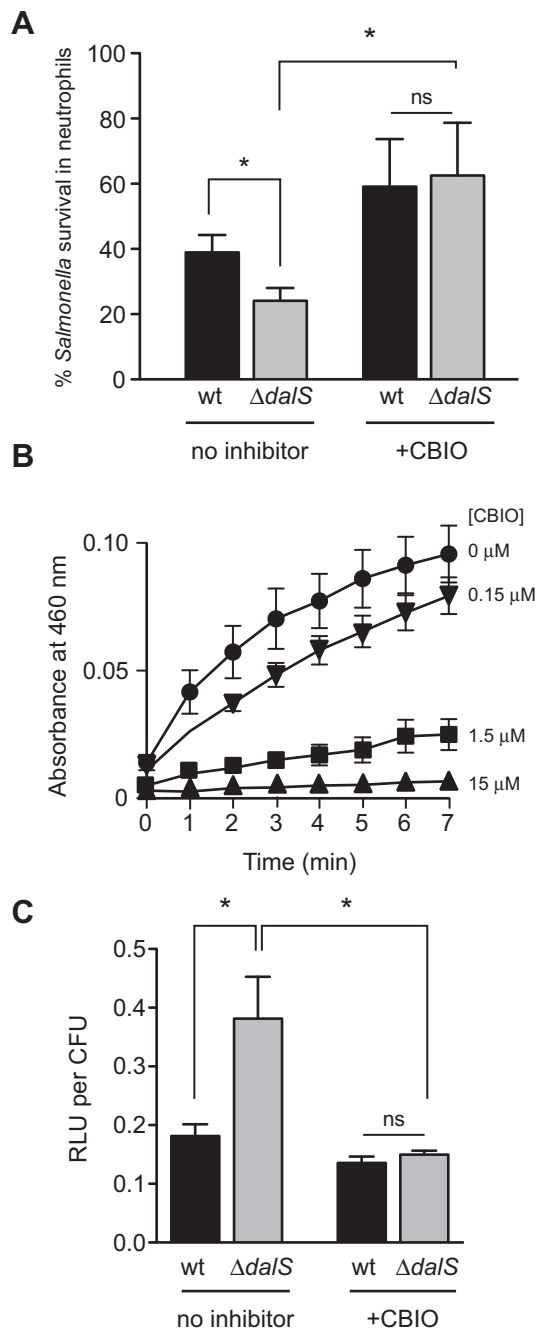 A
% Salmonella survival in neutrophils
100
80
60
40
20
0
*
*
ns
wt ΔdalS wt ΔdalS
no inhibitor +CBIO
B
Absorbance at 460 nm
0.10
0.05
0
[CBIO]
0 μM
0.15 μM
1.5 μM
15 μM
0 1 2 3 4 5 6 7
Time (min)
C
RLU per CFU
0.5
0.4
0.3
0.2
0.1
0.0
* *
ns
wt ΔdalS wt ΔdalS
no inhibitor +CBIO